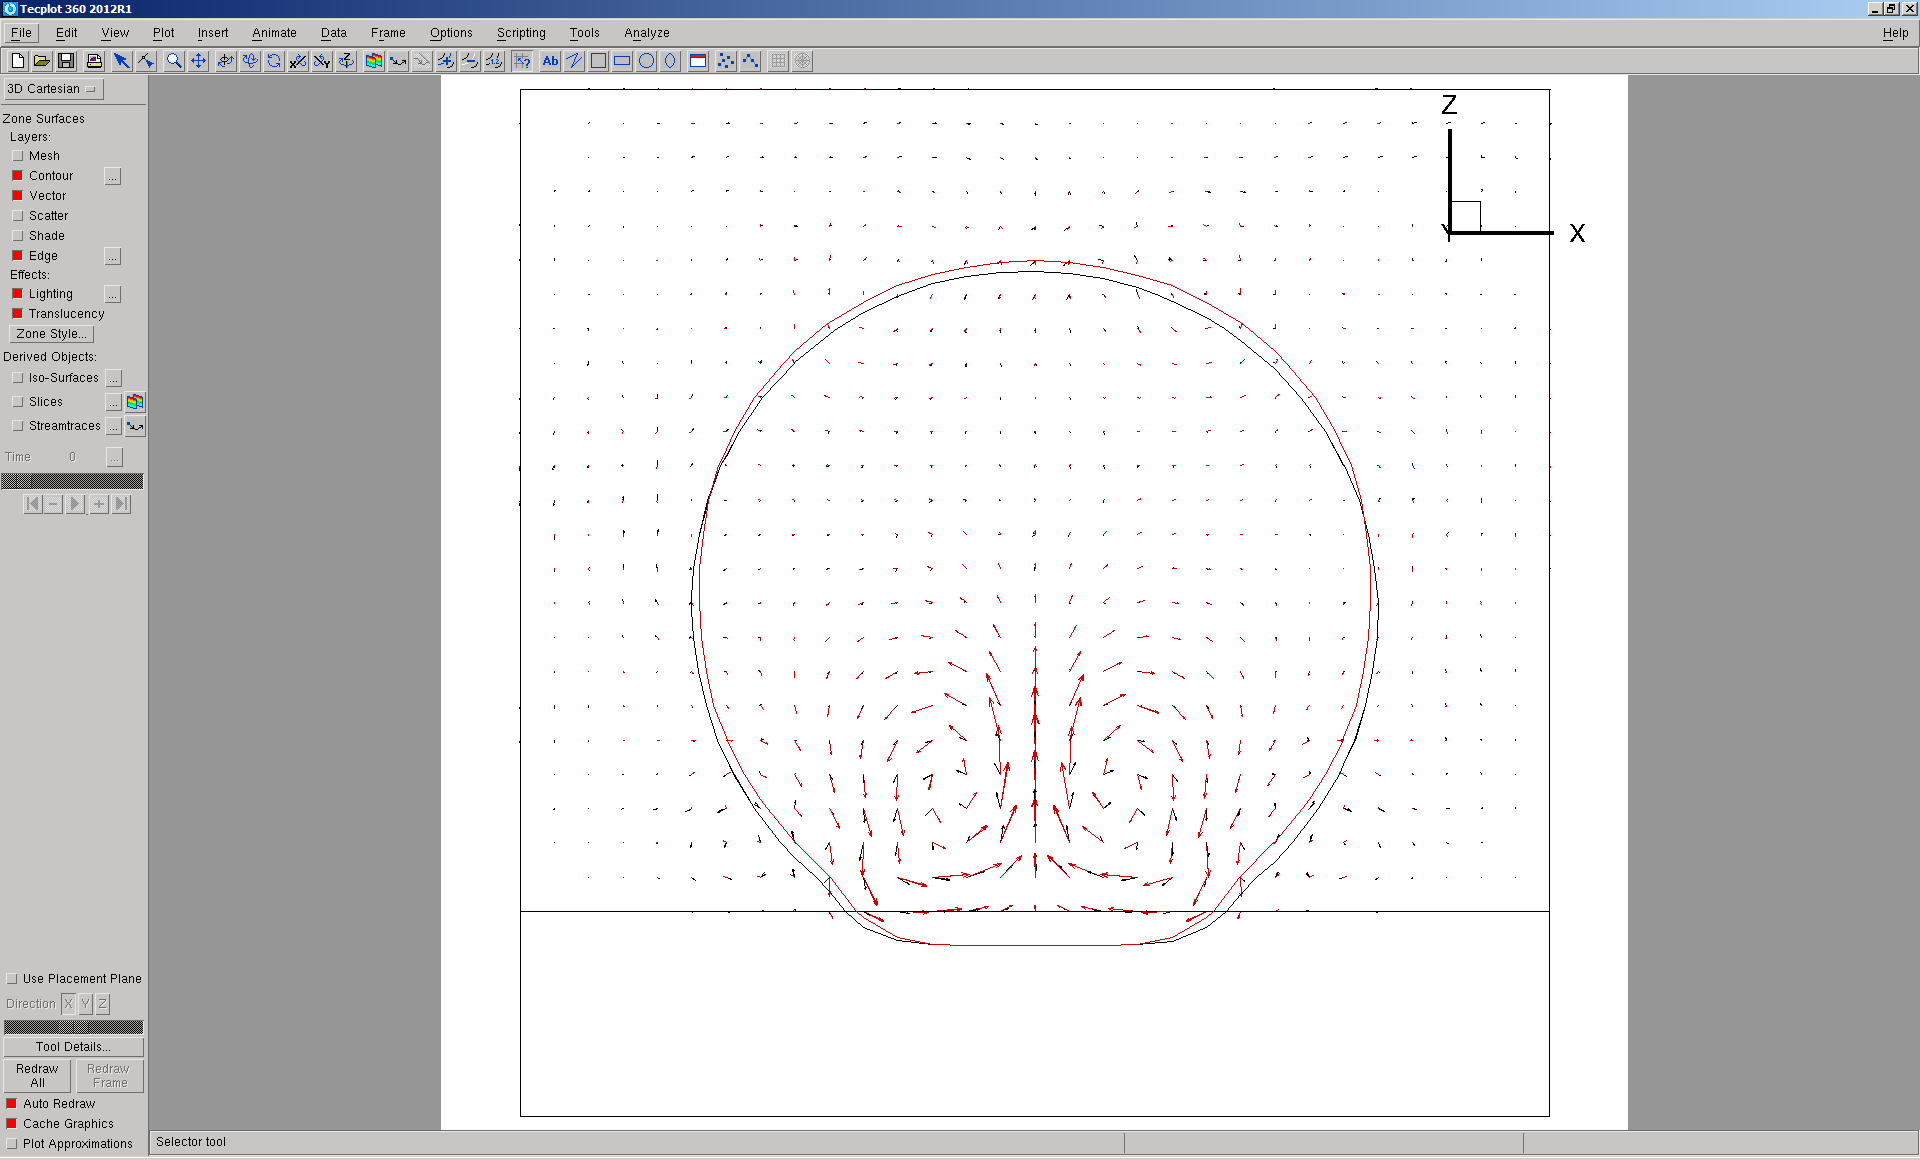 Tecplot 360 2012R1
File Edit View Plot Insert Animate Data Frame Options Scripting Tools Analyze Help
Ab
3D Cartesian
Zone Surfaces
Layers:
Mesh
Contour ...
Vector
Scatter
Shade
Edge ...
Effects:
Lighting ...
Translucency
Zone Style...
Derived Objects:
Iso-Surfaces ...
Slices ...
Streamtraces ...
Time 0 ...
Z
X
Y
Use Placement Plane
Direction X Y Z
Tool Details...
Redraw All
Redraw Frame
Auto Redraw
Cache Graphics
Plot Approximations
Selector tool